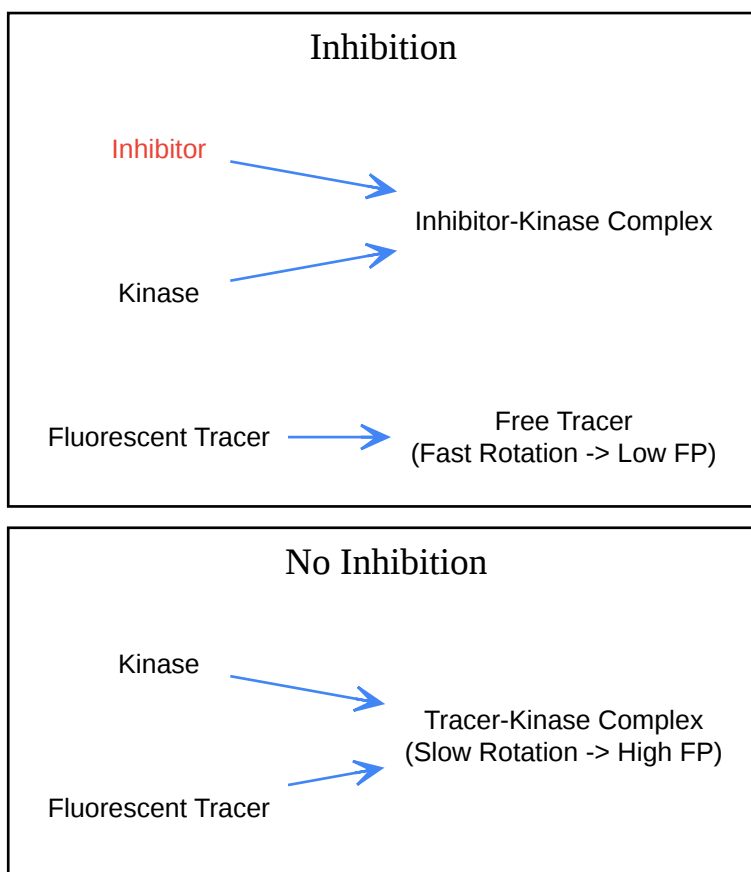 Inhibition
Inhibitor
Inhibitor-Kinase Complex
Kinase
Fluorescent Tracer
Free Tracer
(Fast Rotation -> Low FP)
No Inhibition
Kinase
Tracer-Kinase Complex
(Slow Rotation -> High FP)
Fluorescent Tracer